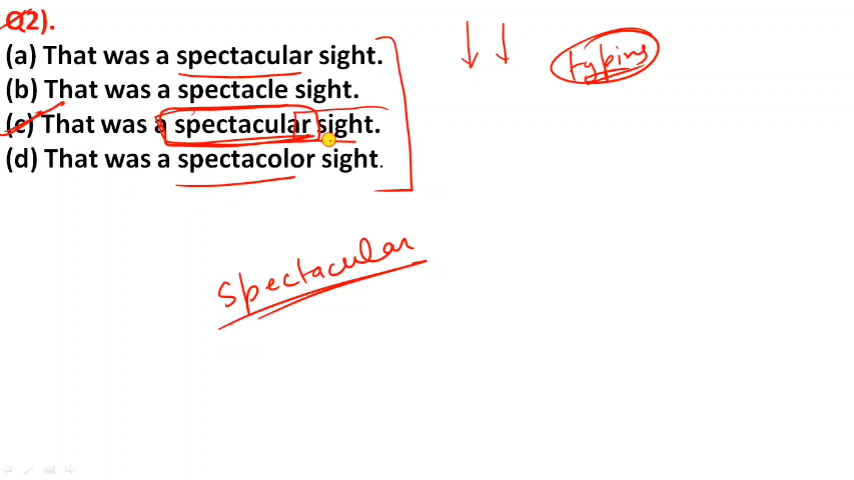 Q2).
(a) That was a spectacular sight.
(b) That was a spectacle sight.
(c) That was a spectacular sight.
(d) That was a spectacolor sight.
typing
Spectacular